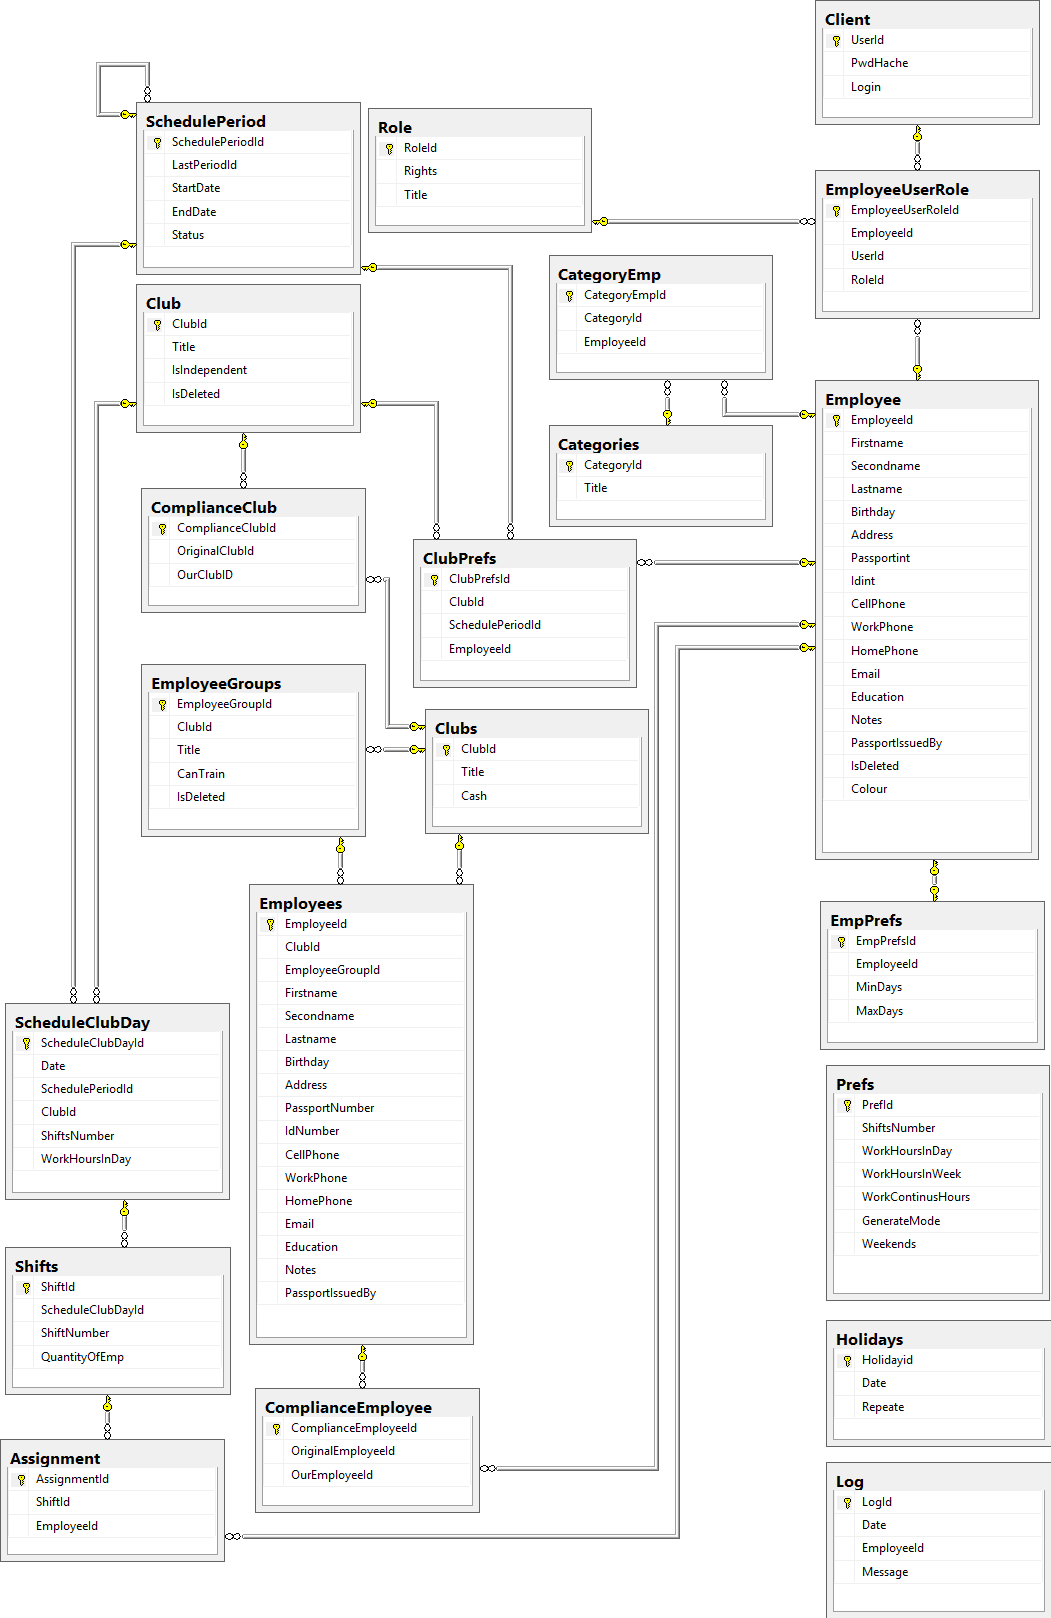 Client
UserId
PwdHache
Login
SchedulePeriod
SchedulePeriodId
LastPeriodId
StartDate
EndDate
Status
Role
RoleId
Rights
Title
EmployeeUserRole
EmployeeUserRoleId
EmployeeId
UserId
RoleId
CategoryEmp
CategoryEmpId
CategoryId
EmployeeId
Club
ClubId
Title
IsIndependent
IsDeleted
Employee
EmployeeId
Firstname
Secondname
Lastname
Birthday
Address
Passportint
Idint
CellPhone
WorkPhone
HomePhone
Email
Education
Notes
PassportIssuedBy
IsDeleted
Colour
Categories
CategoryId
Title
ComplianceClub
ComplianceClubId
OriginalClubId
OurClubID
ClubPrefs
ClubPrefsId
ClubId
SchedulePeriodId
EmployeeId
EmployeeGroups
EmployeeGroupId
ClubId
Title
CanTrain
IsDeleted
Clubs
ClubId
Title
Cash
Employees
EmployeeId
ClubId
EmployeeGroupId
Firstname
Secondname
Lastname
Birthday
Address
PassportNumber
IdNumber
CellPhone
WorkPhone
HomePhone
Email
Education
Notes
PassportIssuedBy
EmpPrefs
EmpPrefsId
EmployeeId
MinDays
MaxDays
ScheduleClubDay
ScheduleClubDayId
Date
SchedulePeriodId
ClubId
ShiftsNumber
WorkHoursInDay
Prefs
PrefId
ShiftsNumber
WorkHoursInDay
WorkHoursInWeek
WorkContinusHours
GenerateMode
Weekends
Shifts
ShiftId
ScheduleClubDayId
ShiftNumber
QuantityOfEmp
Holidays
Holidayid
Date
Repeate
ComplianceEmployee
ComplianceEmployeeId
OriginalEmployeeId
OurEmployeeId
Assignment
AssignmentId
ShiftId
EmployeeId
Log
LogId
Date
EmployeeId
Message